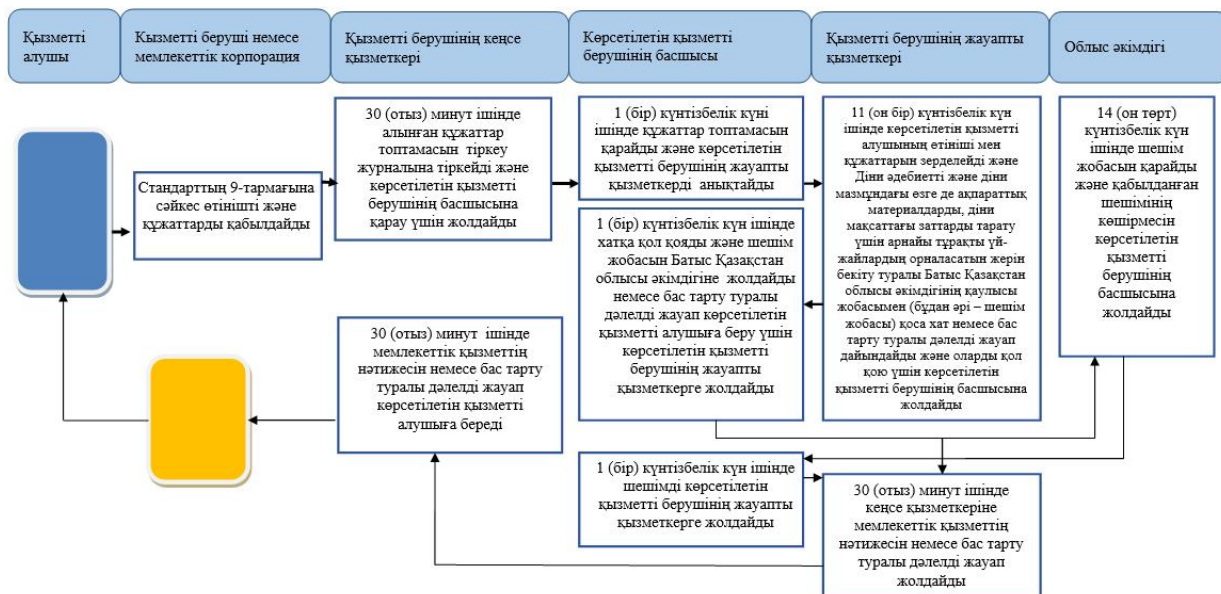 Қызметті
алушы
Кызметті беруші немесе
мемлекеттік корпорация
Қызметті берушінің кеңсе
қызметкері
Көрсетілетін қызметті
берушінің басшысы
Қызметті берушінің жауапты
қызметкері
Облыс әкімдігі
Стандарттың 9-тармағына
сәйкес өтінішті және
құжаттарды қабылдайды
30 (отыз) минут ішінде
алынған құжаттар
топтамасын тіркеу
журналына тіркейді және
көрсетілетін қызметті
берушінің басшысына
қарау үшін жолдайды
1 (бір) күнтізбелік күні
ішінде құжаттар топтамасын
қарайды және көрсетілетін
қызметті берушінің жауапты
қызметкерді анықтайды
11 (он бір) күнтізбелік күн
ішінде көрсетілетін қызметті
алушының өтініші мен
құжаттарын зерделейді және
Діни әдебиетті және діни
мазмұндағы өзге де ақпараттық
материалдарды, діни
мақсаттағы заттарды тарату
үшін арнайы тұрақты үй-
жайлардың орналасатын жерін
бекіту туралы Батыс Қазақстан
облысы әкімдігінің қаулысы
жобасымен (бұдан әрі – шешім
жобасы) қоса хат немесе бас
тарту туралы дәлелді жауап
дайындайды және оларды қол
қою үшін көрсетілетін
қызметті берушінің басшысына
жолдайды
14 (он төрт)
күнтізбелік күн
ішінде шешім
жобасын қарайды
және қабылданған
шешімінің
көшірмесін
көрсетілетін
қызметті
берушінің
басшысына
жолдайды
1 (бір) күнтізбелік күн ішінде
хатқа қол қояды және шешім
жобасын Батыс Қазақстан
облысы әкімдігіне жолдайды
немесе бас тарту туралы
дәлелді жауап көрсетілетін
қызметті алушыға беру үшін
көрсетілетін қызметті
берушінің жауапты
қызметкерге жолдайды
30 (отыз) минут ішінде
мемлекеттік қызметтің
нәтижесін немесе бас тарту
туралы дәлелді жауап
көрсетілетін қызметті
алушыға береді
1 (бір) күнтізбелік күн ішінде
шешімді көрсетілетін
қызметті берушінің жауапты
қызметкерге жолдайды
30 (отыз) минут ішінде
кеңсе қызметкеріне
мемлекеттік қызметтің
нәтижесін немесе бас тарту
туралы дәлелді жауап
жолдайды